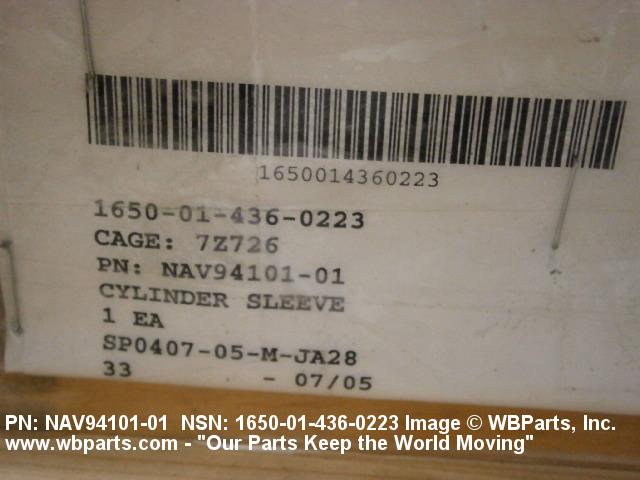 1650014360223
1650-01-436-0223
CAGE: 7Z726
PN: NAV94101-01
CYLINDER SLEEVE
1 EA
SP0407-05-M-JA28
33 - 07/05
PN: NAV94101-01 NSN: 1650-01-436-0223 Image © WBParts, Inc.
www.wbparts.com - "Our Parts Keep the World Moving"